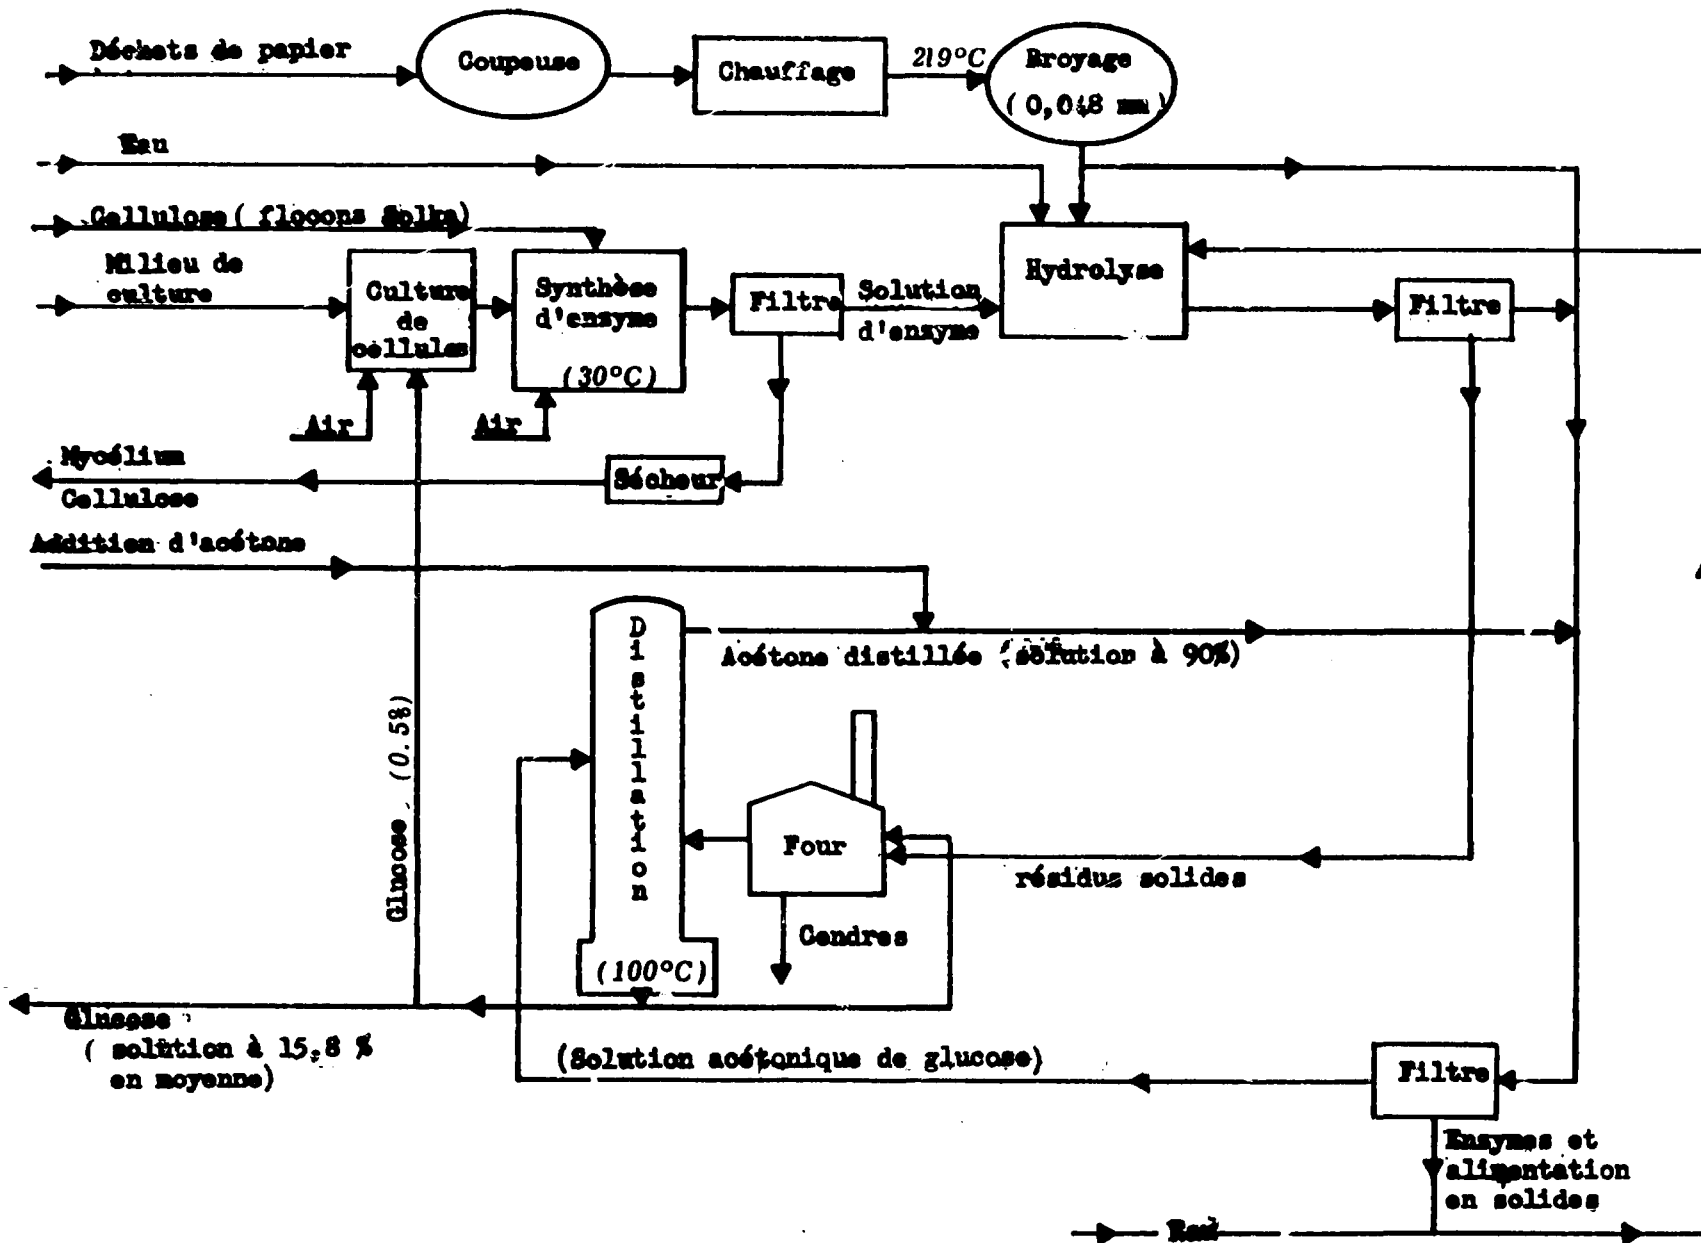 Déchets de papier
Coupeuse
Chauffage
219°C
Broyage
(0,048 mm)
Eau
Cellulose (flocons Solka)
Milieu de
culture
Culture
de
cellules
Synthèse
d'enzyme
(30°C)
Filtre
Solution
d'enzyme
Hydrolyse
Filtre
Air
Air
Mycélium
Cellulose
Sécheur
Addition d'acétone
Distillation
Acétone distillée (solution à 90%)
Glucose (0.5%)
Four
résidus solides
Cendres
(100°C)
Glucose
(solution à 15,8 %
en moyenne)
(Solution acétonique de glucose)
Filtre
Enzymes et
alimentation
en solides
Eau